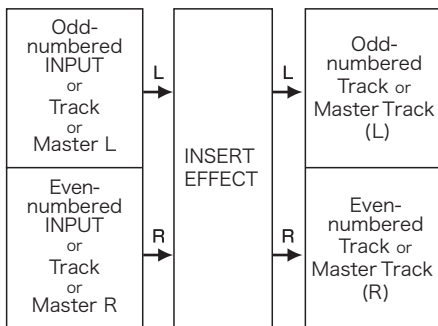 Odd-
numbered
INPUT
or
Track
or
Master L
Even-
numbered
INPUT
or
Track
or
Master R
L
R
INSERT
EFFECT
L
R
Odd-
numbered
Track or
Master Track
(L)
Even-
numbered
Track or
Master Track
(R)